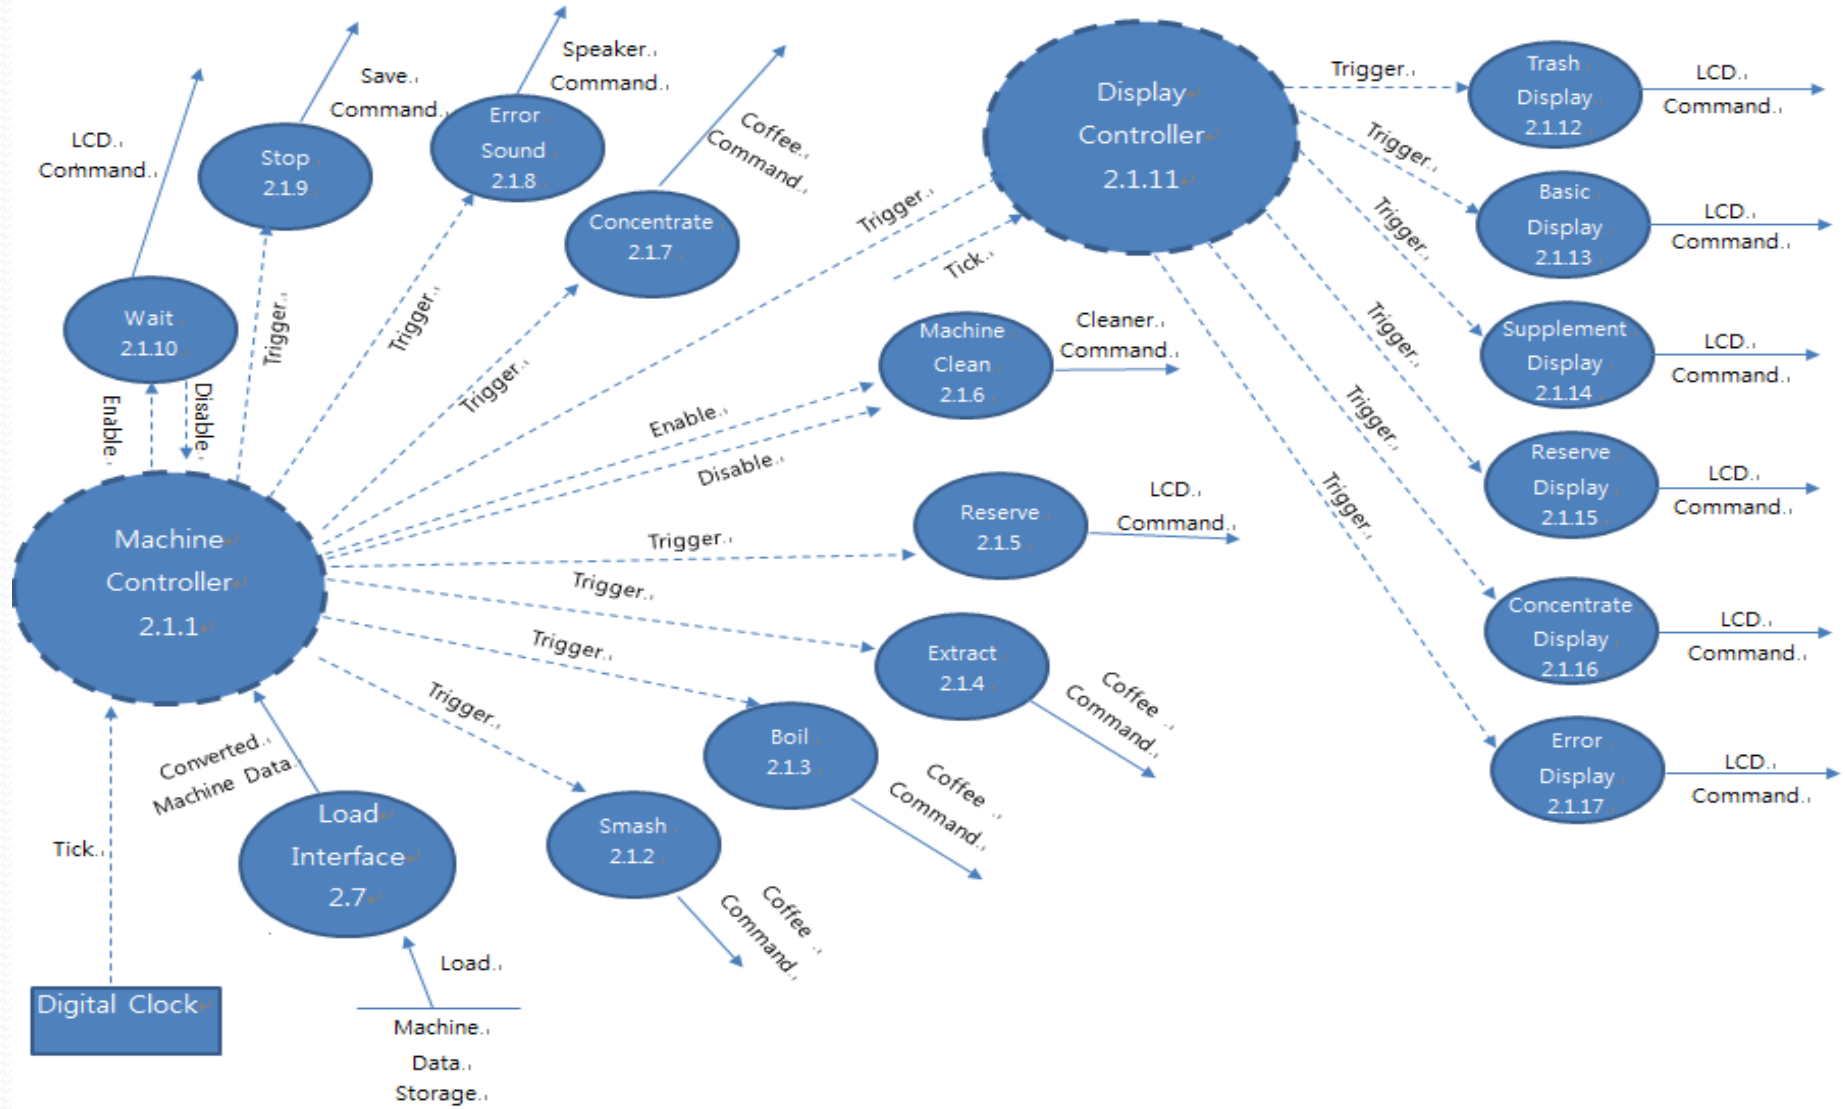 LCD
Command
Save
Command
Speaker
Command
Coffee
Command
Wait
2.1.10
Stop
2.1.9
Error
Sound
2.1.8
Concentrate
2.1.7
Enable
Disable
Trigger
Trigger
Trigger
Trigger
Tick
Enable
Disable
Machine
Clean
2.1.6
Cleaner
Command
Trigger
Reserve
2.1.5
LCD
Command
Trigger
Extract
2.1.4
Coffee
Command
Trigger
Boil
2.1.3
Coffee
Command
Trigger
Smash
2.1.2
Coffee
Command
Machine
Controller
2.1.1
Converted
Machine Data
Load
Interface
2.7
Load
Machine
Data
Storage
Tick
Digital Clock
Display
Controller
2.1.11
Trigger
Trash
Display
2.1.12
LCD
Command
Trigger
Basic
Display
2.1.13
LCD
Command
Trigger
Supplement
Display
2.1.14
LCD
Command
Trigger
Reserve
Display
2.1.15
LCD
Command
Trigger
Concentrate
Display
2.1.16
LCD
Command
Trigger
Error
Display
2.1.17
LCD
Command